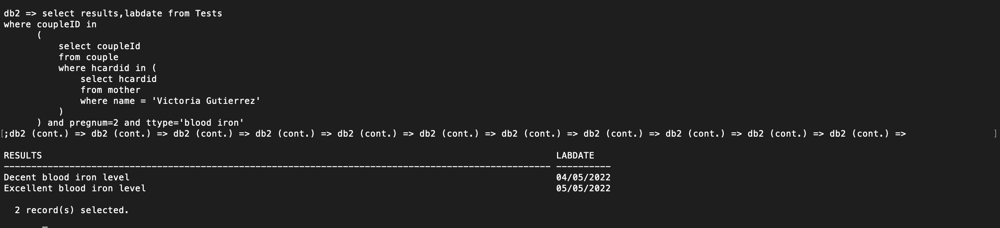 db2 => select results,labdate from Tests
where coupleID in
(
select coupleId
from couple
where hcardid in (
select hcardid
from mother
where name = 'Victoria Gutierrez'
)
) and pregnum=2 and ttype='blood iron'
[;db2 (cont.) => db2 (cont.) => db2 (cont.) => db2 (cont.) => db2 (cont.) => db2 (cont.) => db2 (cont.) => db2 (cont.) => db2 (cont.) => db2 (cont.) => db2 (cont.) => ]
RESULTS LABDATE
---------------------------------------------------------------------------------------------------- ----------
Decent blood iron level 04/05/2022
Excellent blood iron level 05/05/2022
2 record(s) selected.